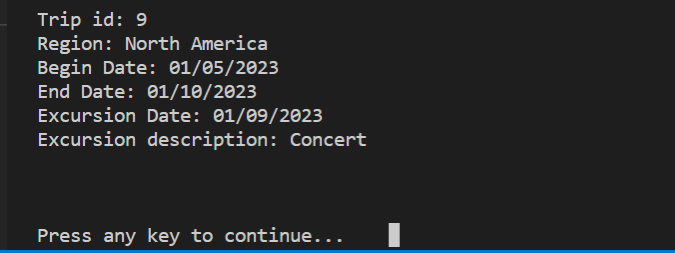 Trip id: 9
Region: North America
Begin Date: 01/05/2023
End Date: 01/10/2023
Excursion Date: 01/09/2023
Excursion description: Concert
Press any key to continue...